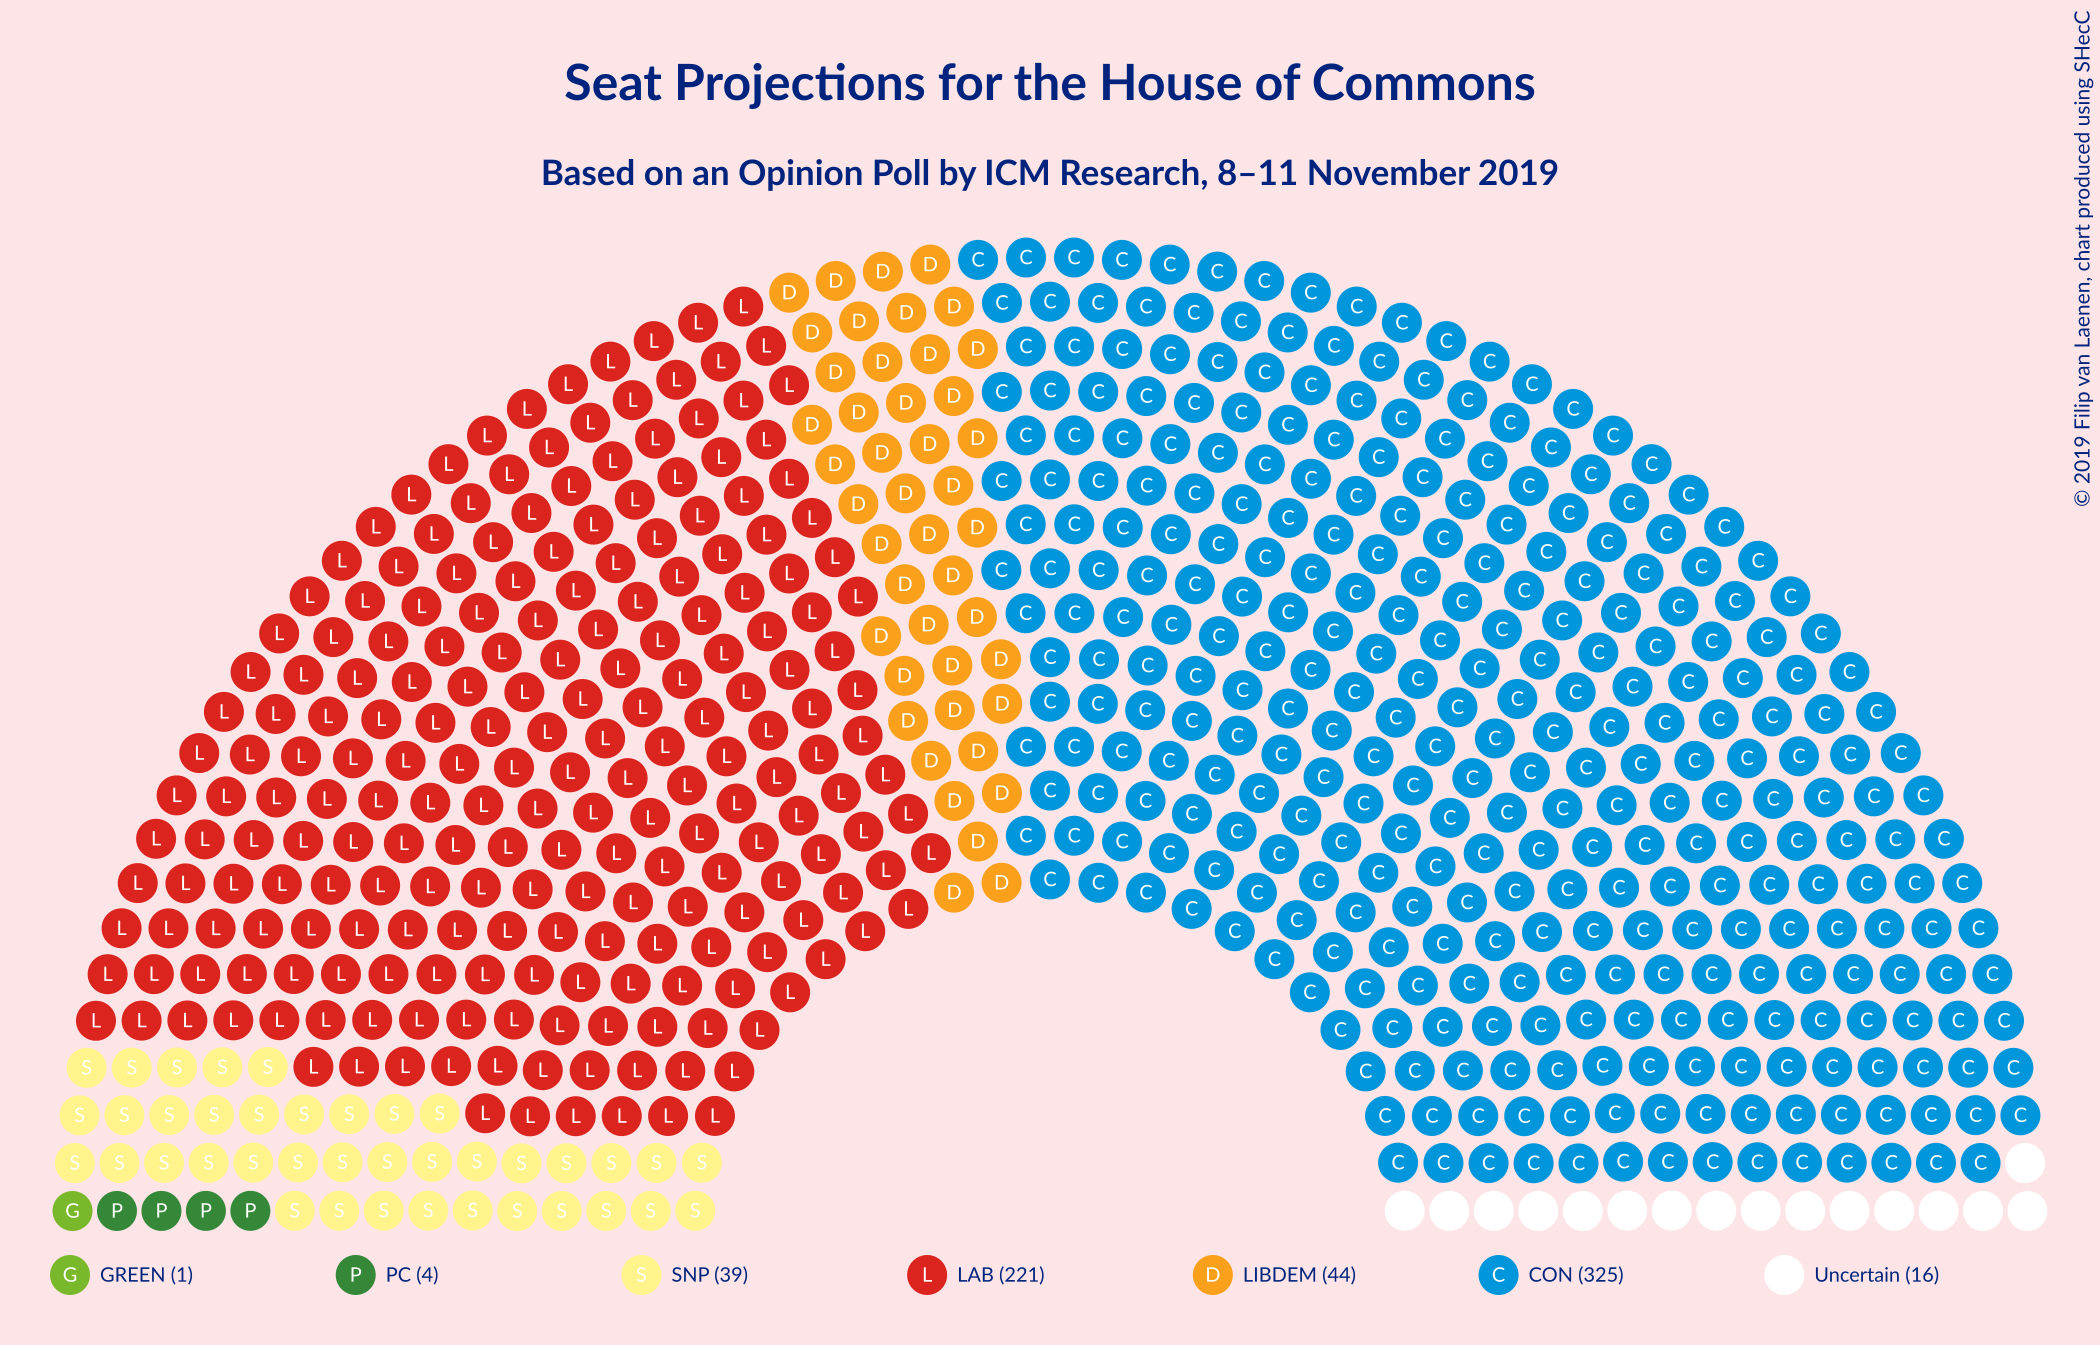 Seat Projections for the House of Commons
Based on an Opinion Poll by ICM Research, 8–11 November 2019
© 2019 Filip van Laenen, chart produced using SHecC
G GREEN (1)
P PC (4)
S SNP (39)
L LAB (221)
D LIBDEM (44)
C CON (325)
Uncertain (16)